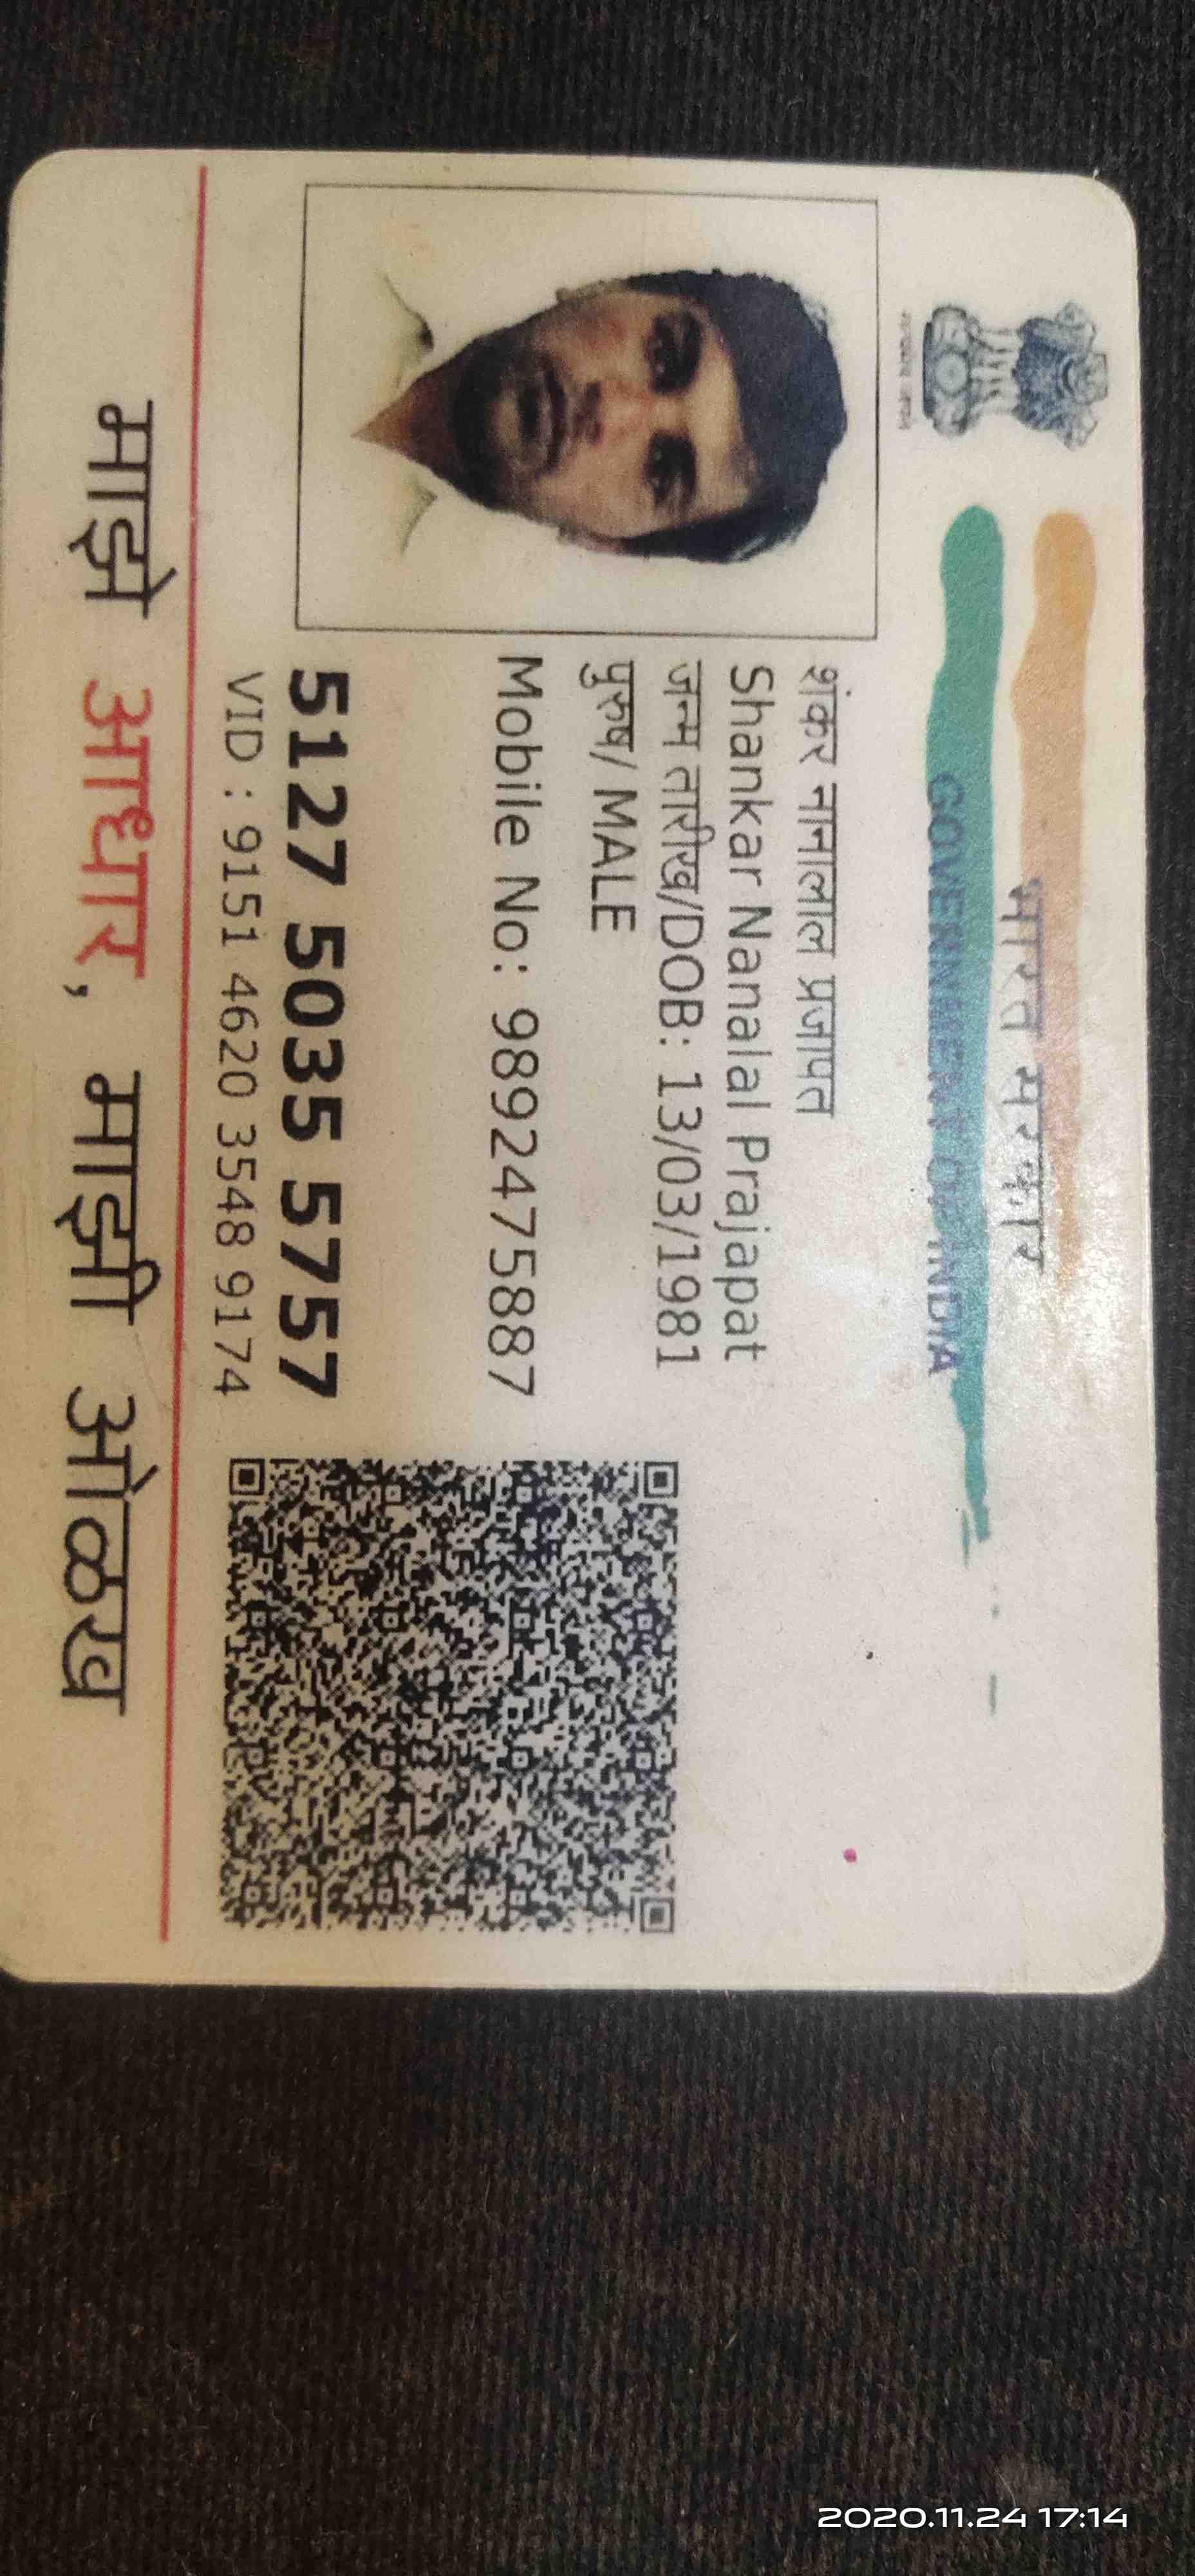 भारत सरकार
GOVERNMENT OF INDIA
शंकर नानालाल प्रजापत
Shankar Nanalal Prajapat
जन्म तारीख/DOB: 13/03/1981
पुरुष/ MALE
Mobile No: 9892475887
5127 5035 5757
VID : 9151 4620 3548 9174
माझे आधार, माझी ओळख
2020.11.24 17:14